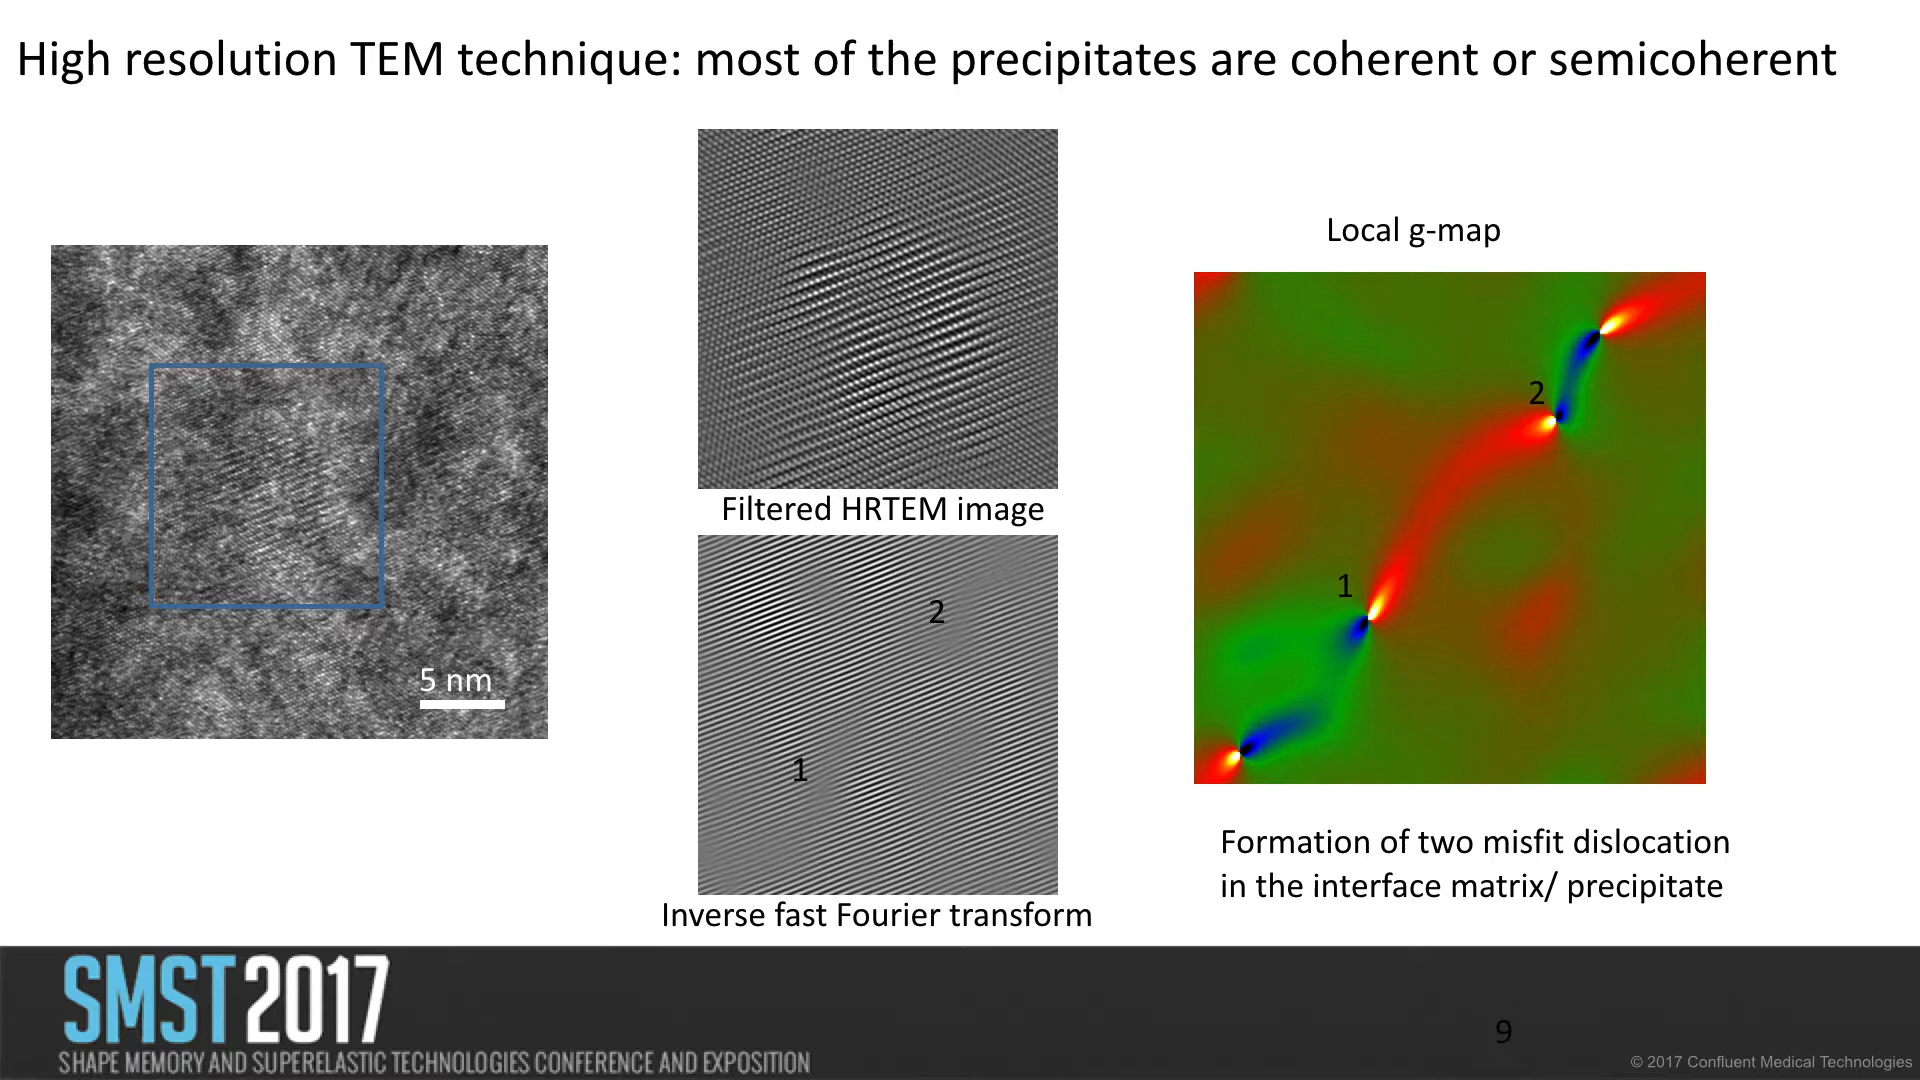 High resolution TEM technique: most of the precipitates are coherent or semicoherent
5 nm
Filtered HRTEM image
2
1
Inverse fast Fourier transform
Local g-map
2
1
Formation of two misfit dislocation
in the interface matrix/ precipitate
SMST2017
SHAPE MEMORY AND SUPERELASTIC TECHNOLOGIES CONFERENCE AND EXPOSITION
9
© 2017 Confluent Medical Technologies